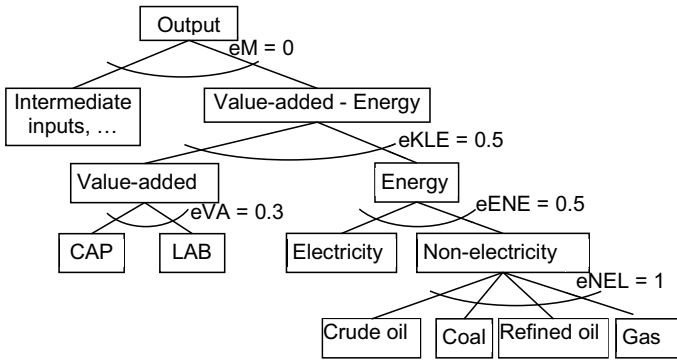 Output
eM = 0
Intermediate
inputs, …
Value-added - Energy
eKLE = 0.5
Value-added
Energy
eVA = 0.3
eENE = 0.5
CAP
LAB
Electricity
Non-electricity
eNEL = 1
Crude oil
Coal
Refined oil
Gas